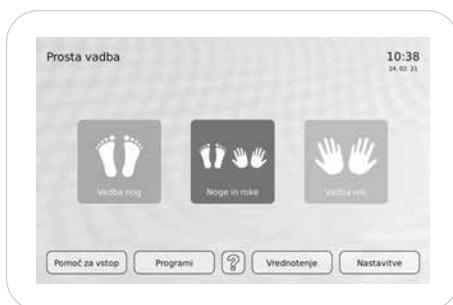 Prosta vadba
10:38
24. 02. 21
Vadba nog
Noge in roke
Vadba rok
Pomoč za vstop
Programi
?
Vrednotenje
Nastavitve